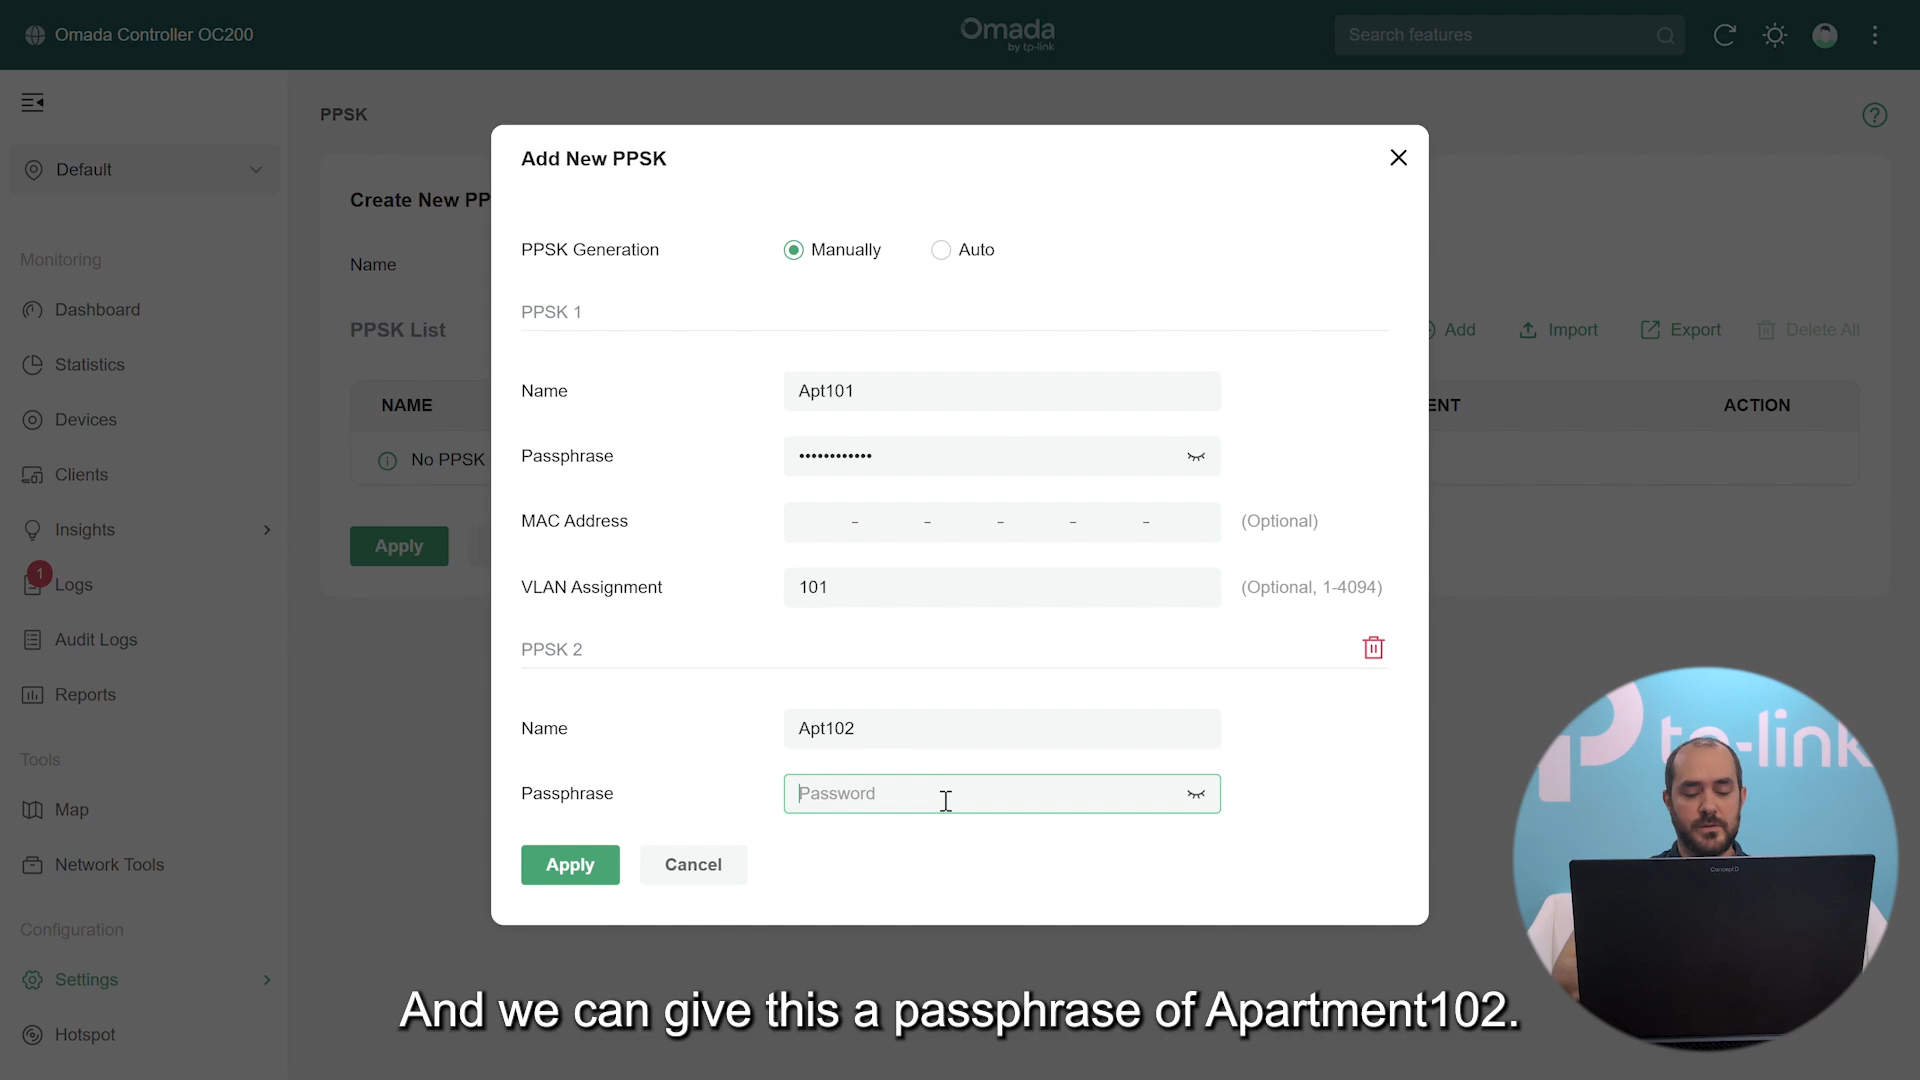 Omada Controller OC200
Omada
by tp-link
Search features
Default
Monitoring
Dashboard
Statistics
Devices
Clients
Insights
1
Logs
Audit Logs
Reports
Tools
Map
Network Tools
Configuration
Settings
Hotspot
PPSK
Create New PP
Name
PPSK List
Add
Import
Export
Delete All
NAME
ENT
ACTION
No PPSK
Apply
Add New PPSK
PPSK Generation
Manually
Auto
PPSK 1
Name
Apt101
Passphrase
••••••••••••
MAC Address
- - - - -
(Optional)
VLAN Assignment
101
(Optional, 1-4094)
PPSK 2
Name
Apt102
Passphrase
Password
Apply
Cancel
tp-link
ConceptD
And we can give this a passphrase of Apartment102.